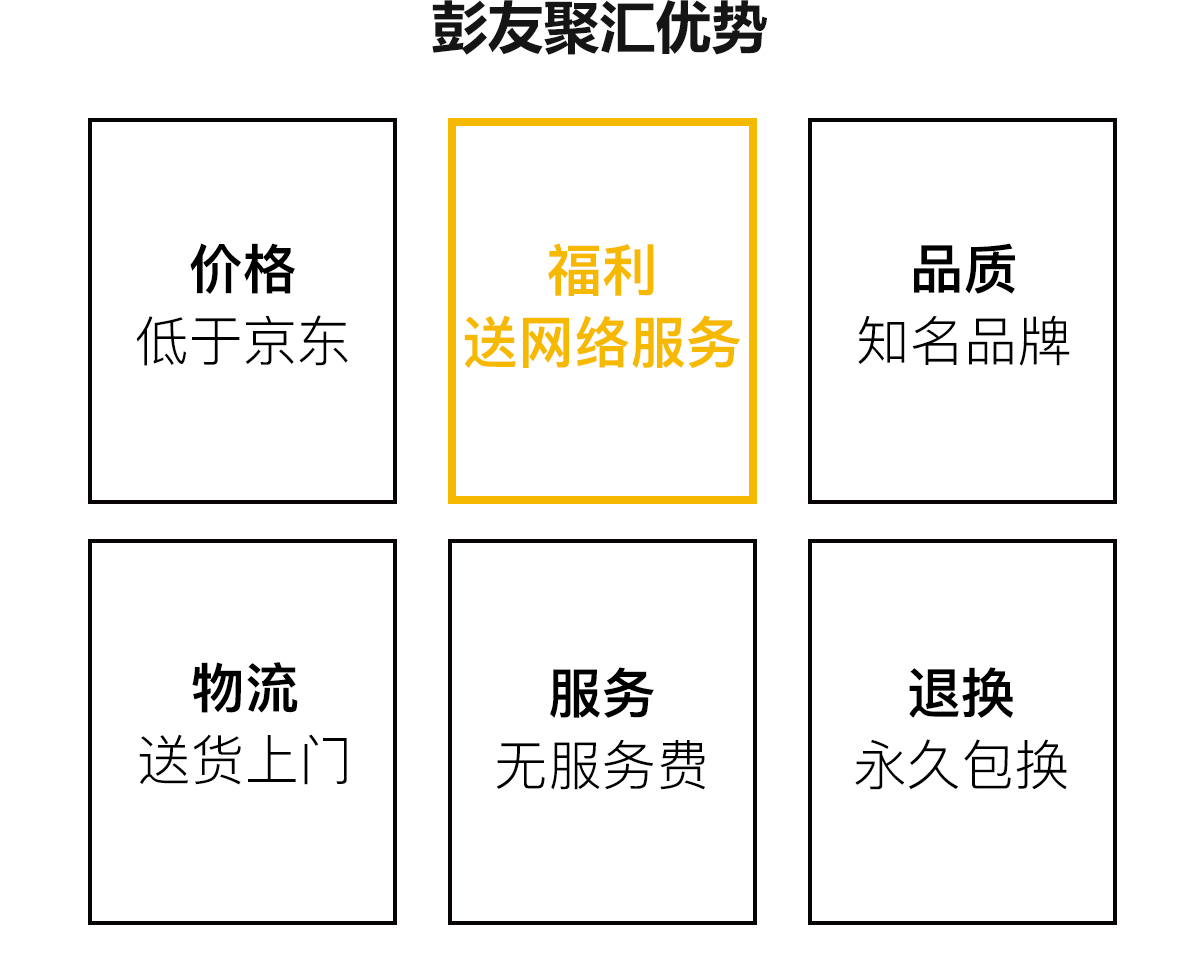 彭友聚汇优势
价格
低于京东
福利
送网络服务
品质
知名品牌
物流
送货上门
服务
无服务费
退换
永久包换